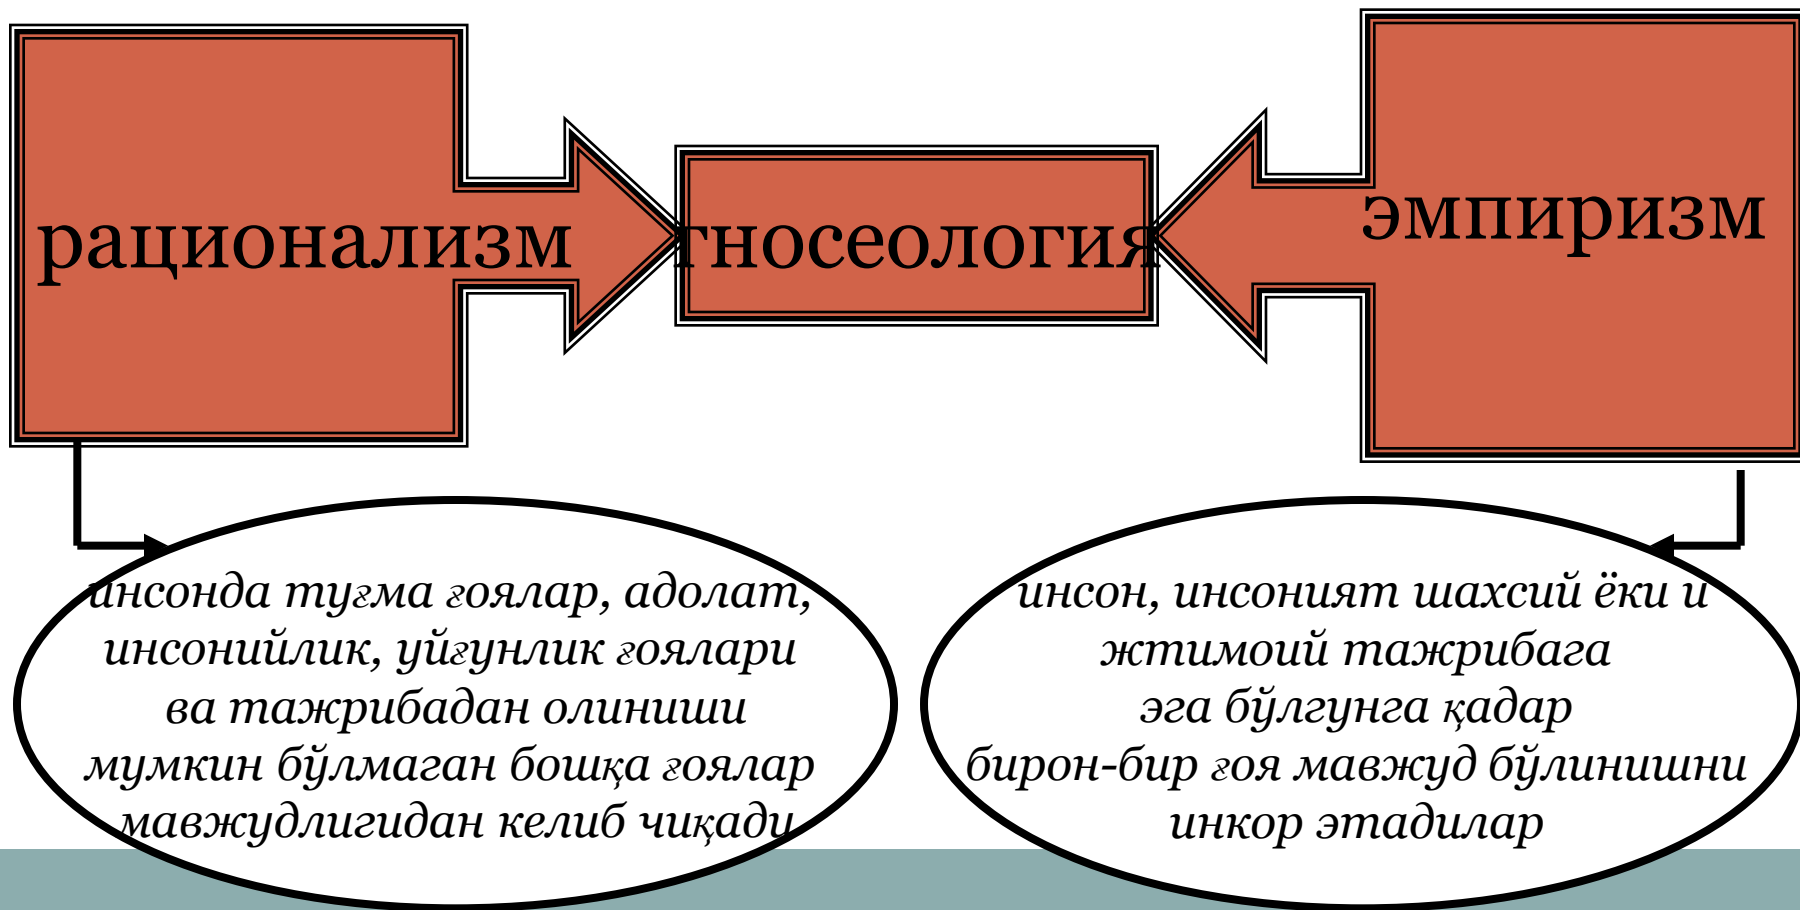 рационализм
гносеология
эмпиризм
инсонда туғма ғоялар, адолат,
инсонийлик, уйғунлик ғоялари
ва тажрибадан олиниши
мумкин бўлмаган бошқа ғоялар
мавжудлигидан келиб чиқади
инсон, инсоният шахсий ёки и
жтимоий тажрибага
эга бўлгунга қадар
бирон-бир ғоя мавжуд бўлинишни
инкор этадилар